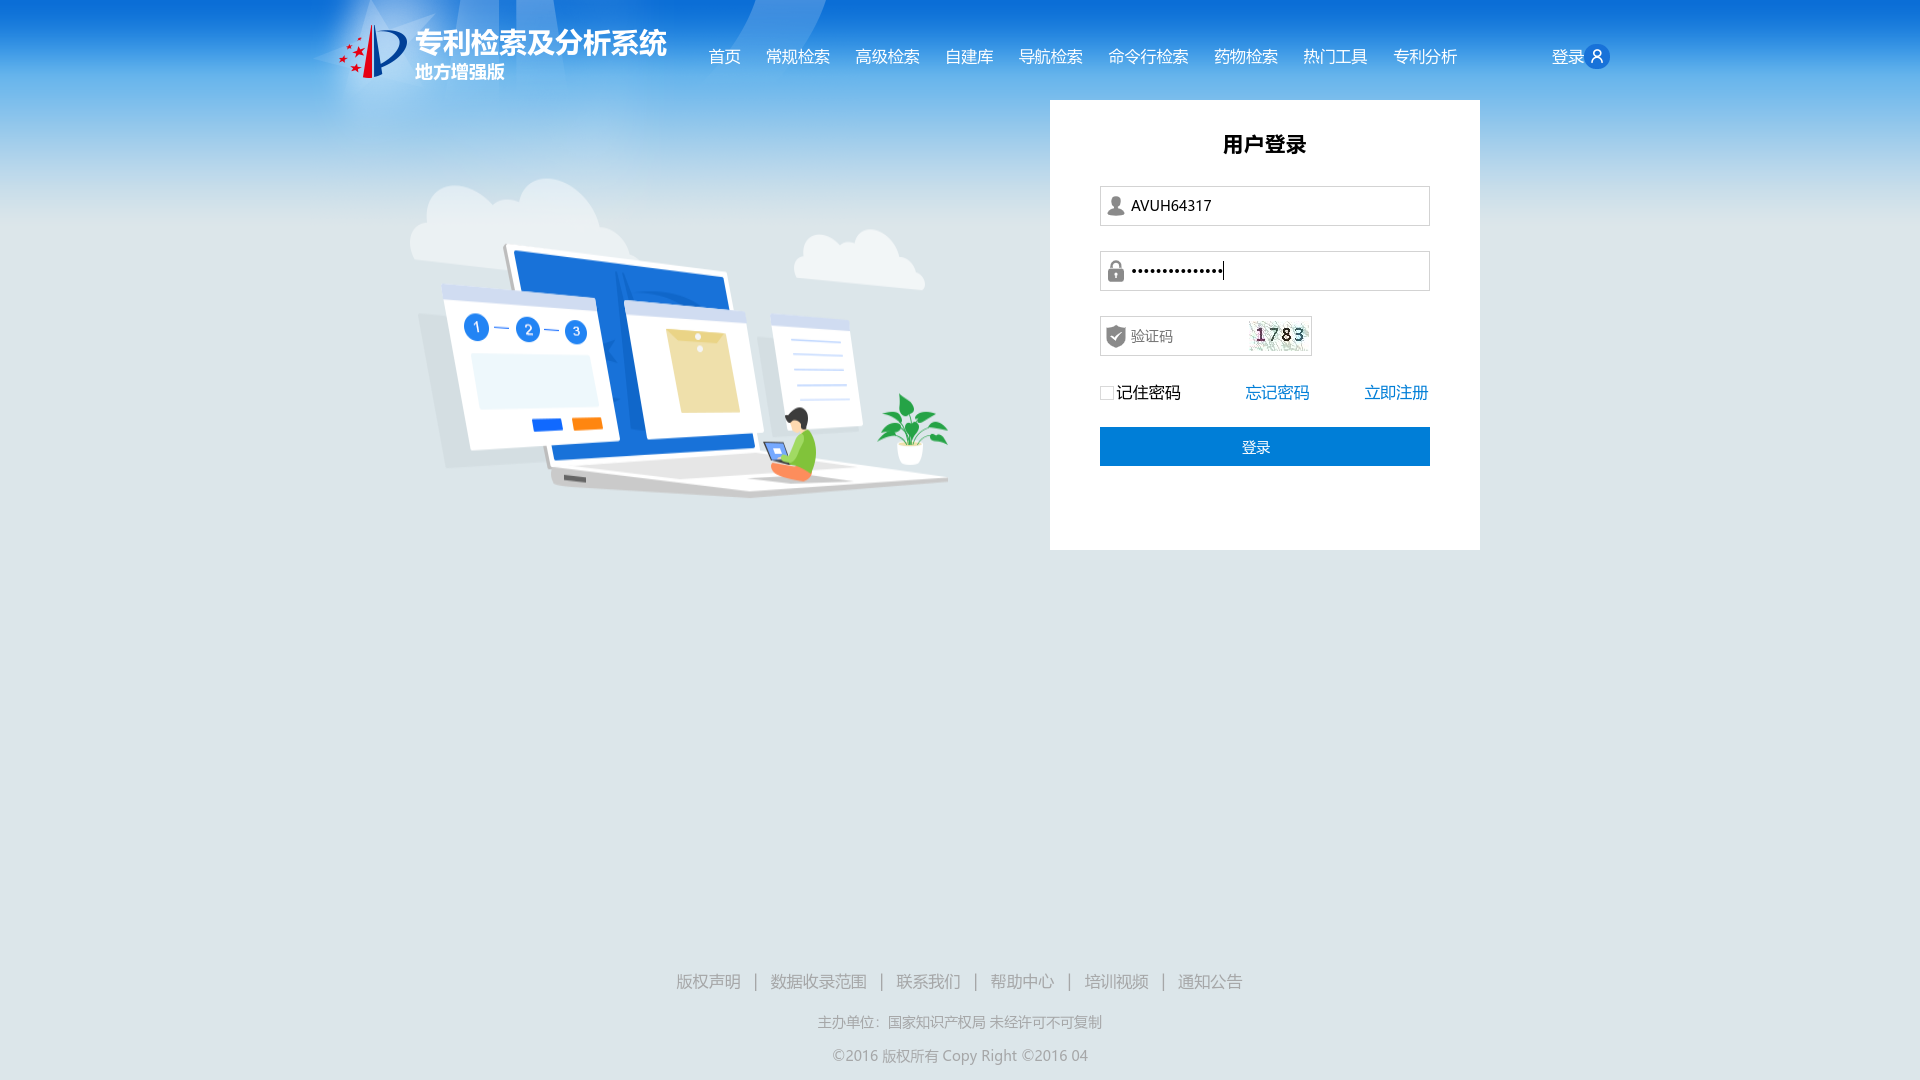 专利检索及分析系统
地方增强版
首页 常规检索 高级检索 自建库 导航检索 命令行检索 药物检索 热门工具 专利分析 登录
用户登录
AVUH64317
•••••••••••••••
验证码 1783
记住密码 忘记密码 立即注册
登录
1 2 3
版权声明 | 数据收录范围 | 联系我们 | 帮助中心 | 培训视频 | 通知公告
主办单位：国家知识产权局 未经许可不可复制
©2016 版权所有 Copy Right ©2016 04